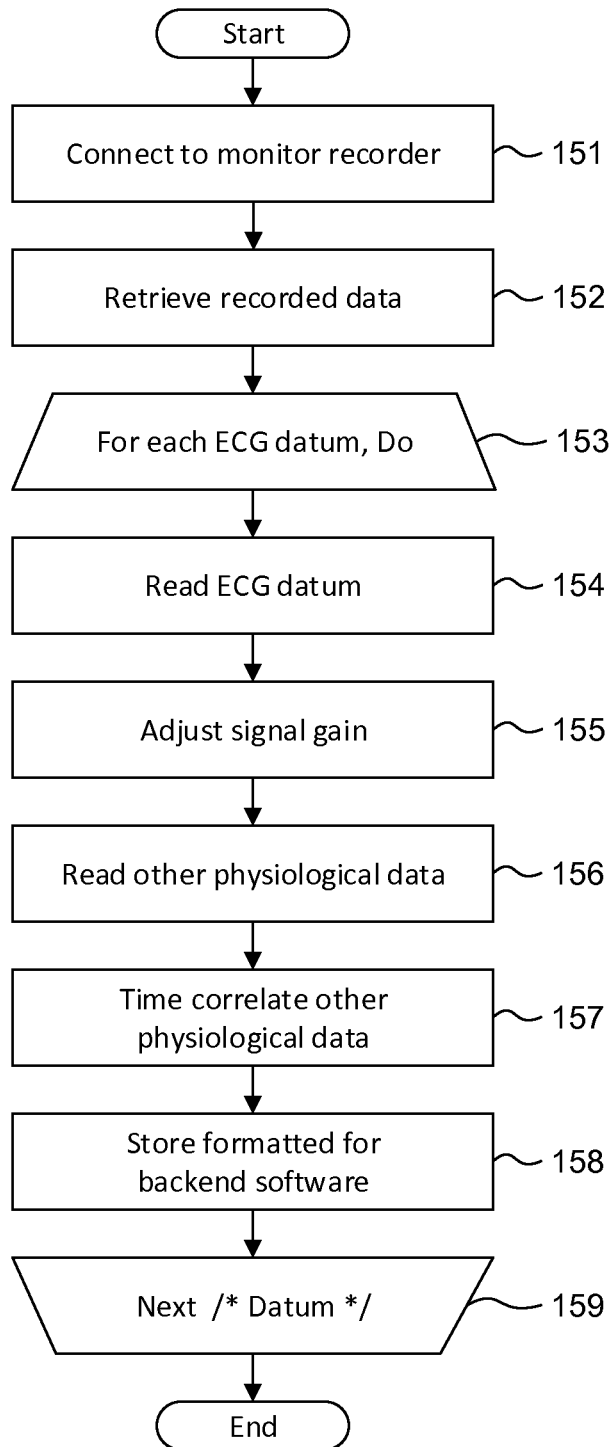 Start
Connect to monitor recorder
151
Retrieve recorded data
152
For each ECG datum, Do
153
Read ECG datum
154
Adjust signal gain
155
Read other physiological data
156
Time correlate other
physiological data
157
Store formatted for
backend software
158
Next  /* Datum */
159
End